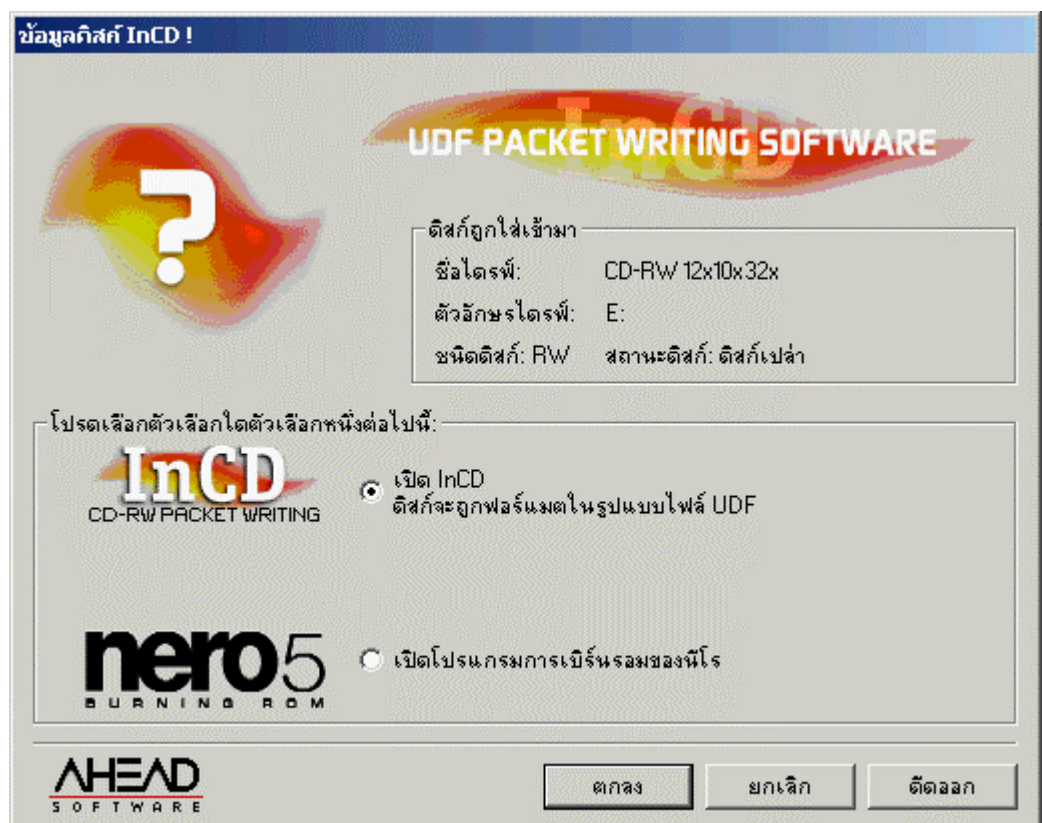 ข้อมูลดิสก์ InCD !
InCD
UDF PACKET WRITING SOFTWARE
?
ดิสก์ถูกใส่เข้ามา
ชื่อไดรฟ์: CD-RW 12x10x32x
ตัวอักษรไดรฟ์: E:
ชนิดดิสก์: RW สถานะดิสก์: ดิสก์เปล่า
โปรดเลือกตัวเลือกใดตัวเลือกหนึ่งต่อไปนี้:
InCD
CD-RW PACKET WRITING
เปิด InCD
ดิสก์จะถูกฟอร์แมตในรูปแบบไฟล์ UDF
nero5
BURNING ROM
เปิดโปรแกรมการเบิร์นรอมของนีโร
AHEAD
SOFTWARE
ตกลง ยกเลิก ดีดออก